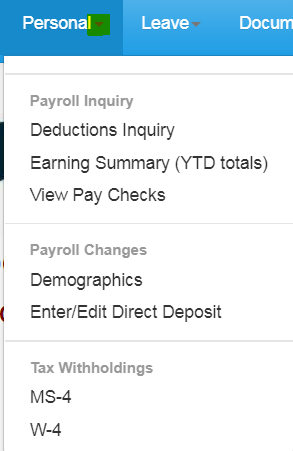 Personal Leave Docum
Payroll Inquiry
Deductions Inquiry
Earning Summary (YTD totals)
View Pay Checks
Payroll Changes
Demographics
Enter/Edit Direct Deposit
Tax Withholdings
MS-4
W-4